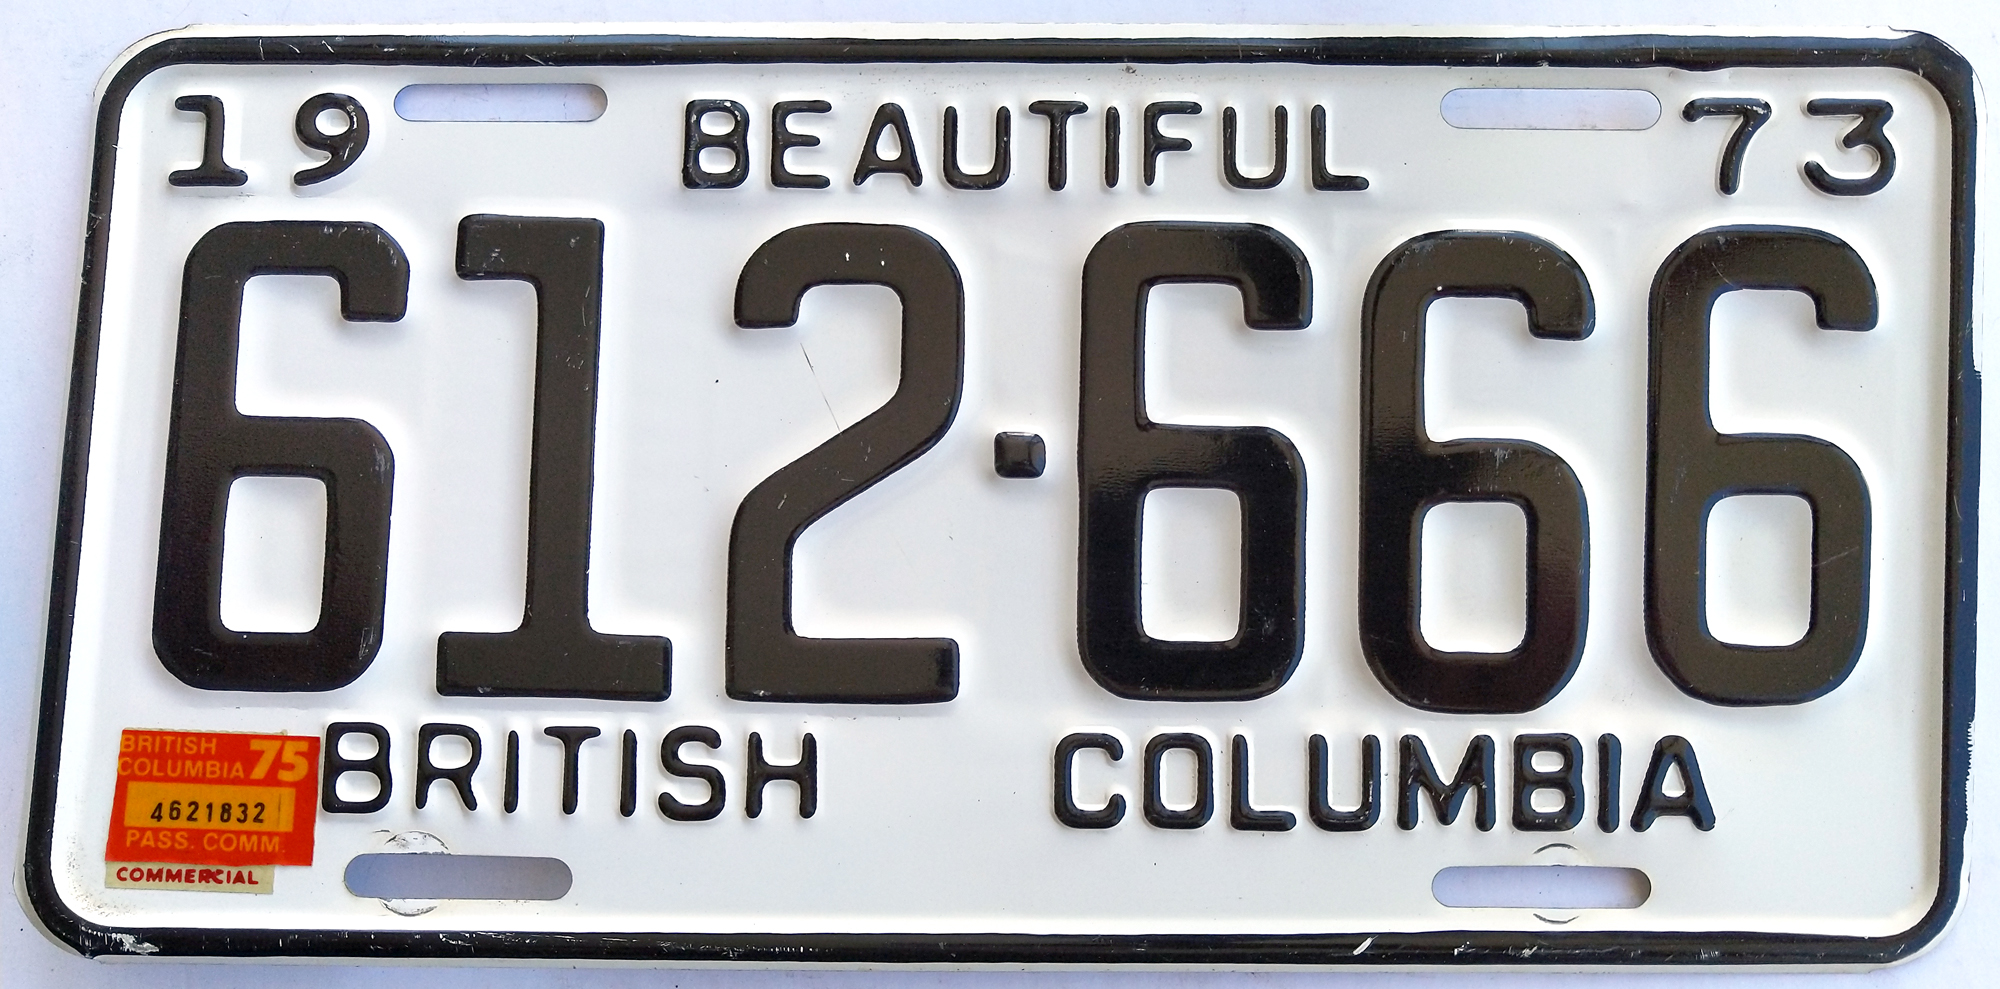 19 BEAUTIFUL 73
612·666
BRITISH COLUMBIA
BRITISH
COLUMBIA 75
4621832
PASS. COMM.
COMMERCIAL